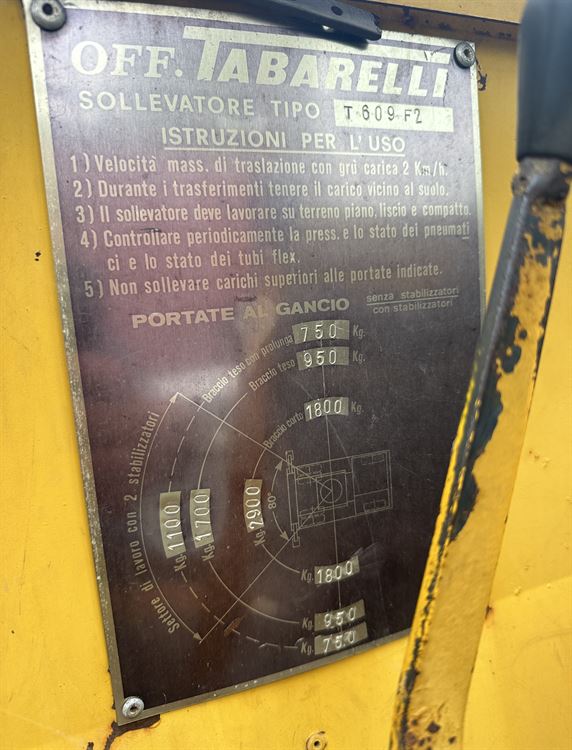 OFF. TABARELLI
SOLLEVATORE TIPO T 609 F2
ISTRUZIONI PER L'USO
1) Velocità mass. di traslazione con grù carica 2 Km/h.
2) Durante i trasferimenti tenere il carico vicino al suolo.
3) Il sollevatore deve lavorare su terreno piano, liscio e compatto.
4) Controllare periodicamente la press. e lo stato dei pneumati
ci e lo stato dei tubi flex.
5) Non sollevare carichi superiori alle portate indicate.
PORTATE AL GANCIO senza stabilizzatori
con stabilizzatori
Braccio teso con prolunga 750 Kg.
Braccio teso 950 Kg.
Braccio corto 1800 Kg.
Settore di lavoro con 2 stabilizzatori
Kg. 1100
Kg. 1700
Kg. 2900
80°
Kg. 1800
Kg. 950
Kg. 750